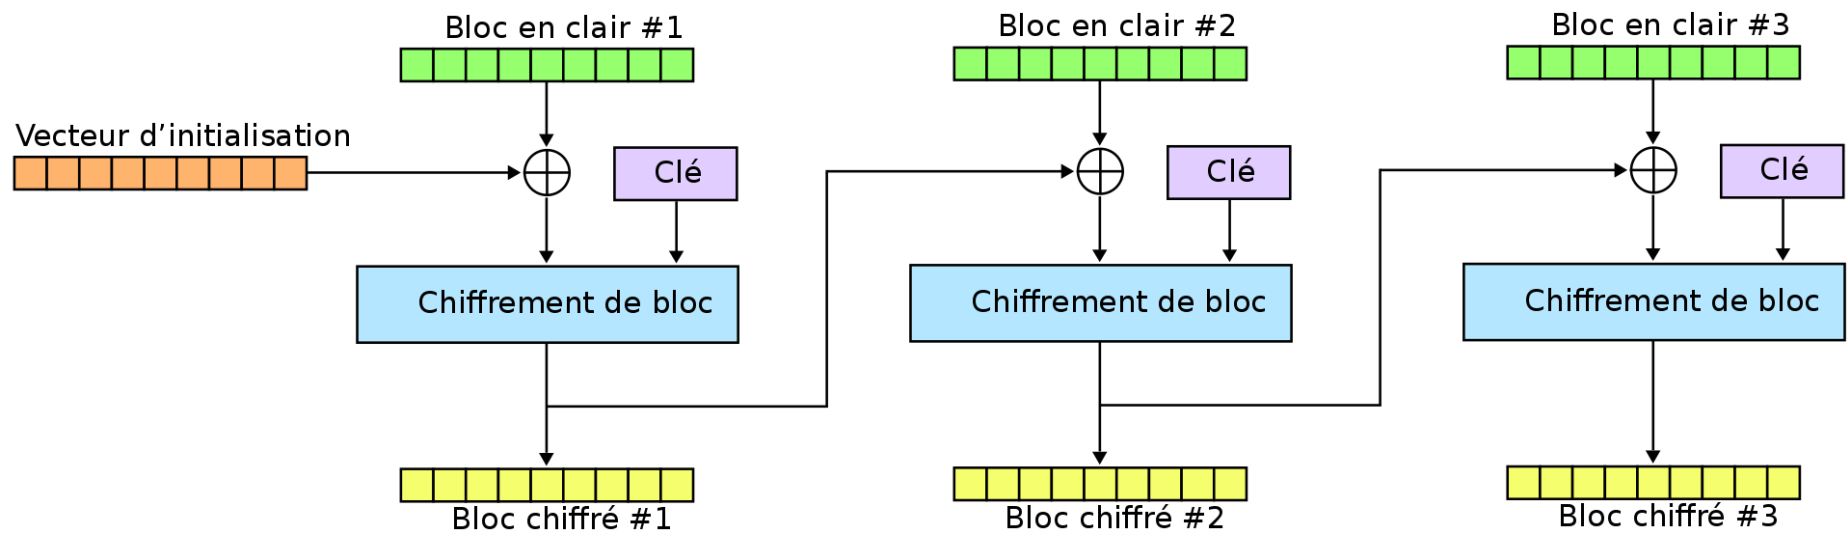 Bloc en clair #1
Bloc en clair #2
Bloc en clair #3
Vecteur d’initialisation
Clé
Clé
Clé
Chiffrement de bloc
Chiffrement de bloc
Chiffrement de bloc
Bloc chiffré #1
Bloc chiffré #2
Bloc chiffré #3